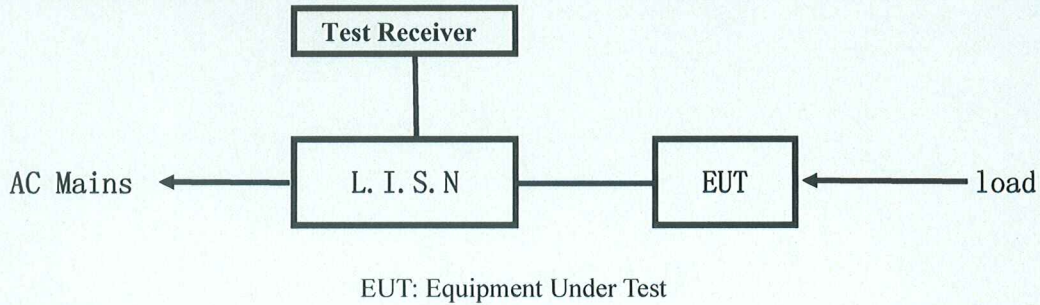 Test Receiver
AC Mains
L. I. S. N
EUT
load
EUT: Equipment Under Test